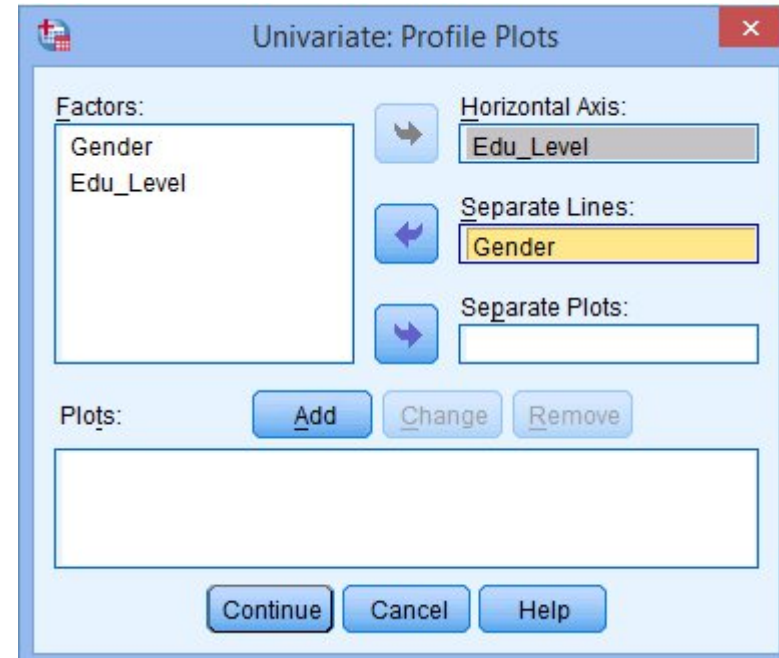 Univariate: Profile Plots
Factors:
Gender
Edu_Level
Horizontal Axis:
Edu_Level
Separate Lines:
Gender
Separate Plots:
Plots:
Add Change Remove
Continue Cancel Help